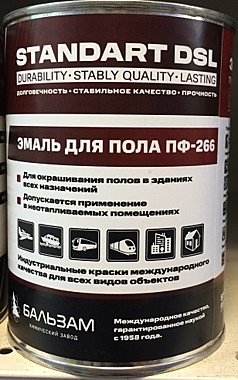 STANDART DSL
DURABILITY • STABLY QUALITY • LASTING
ДОЛГОВЕЧНОСТЬ • СТАБИЛЬНОЕ КАЧЕСТВО • ПРОЧНОСТЬ
ЭМАЛЬ ДЛЯ ПОЛА ПФ-266
Для окрашивания полов в зданиях
всех назначений
Допускается применение
в неотапливаемых помещениях
Индустриальные краски международного
качества для всех видов объектов
БАЛЬЗАМ
ХИМИЧЕСКИЙ ЗАВОД
Международное качество,
гарантированное наукой
с 1958 года.